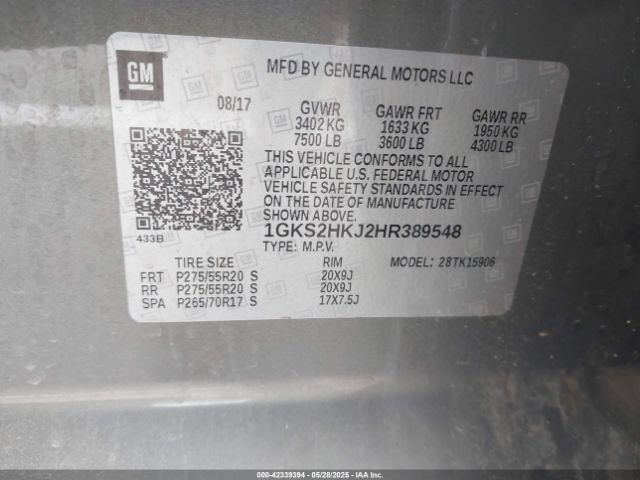 GM
MFD BY GENERAL MOTORS LLC
08/17 GVWR GAWR FRT GAWR RR
3402 KG 1633 KG 1950 KG
7500 LB 3600 LB 4300 LB
THIS VEHICLE CONFORMS TO ALL
APPLICABLE U.S. FEDERAL MOTOR
VEHICLE SAFETY STANDARDS IN EFFECT
ON THE DATE OF MANUFACTURE
SHOWN ABOVE.
433B
1GKS2HKJ2HR389548
TYPE: M.P.V.
TIRE SIZE RIM MODEL: 28TK15906
FRT P275/55R20 S 20X9J
RR P275/55R20 S 20X9J
SPA P265/70R17 S 17X7.5J
000-42339394 05/28/2025 IAAI.CA